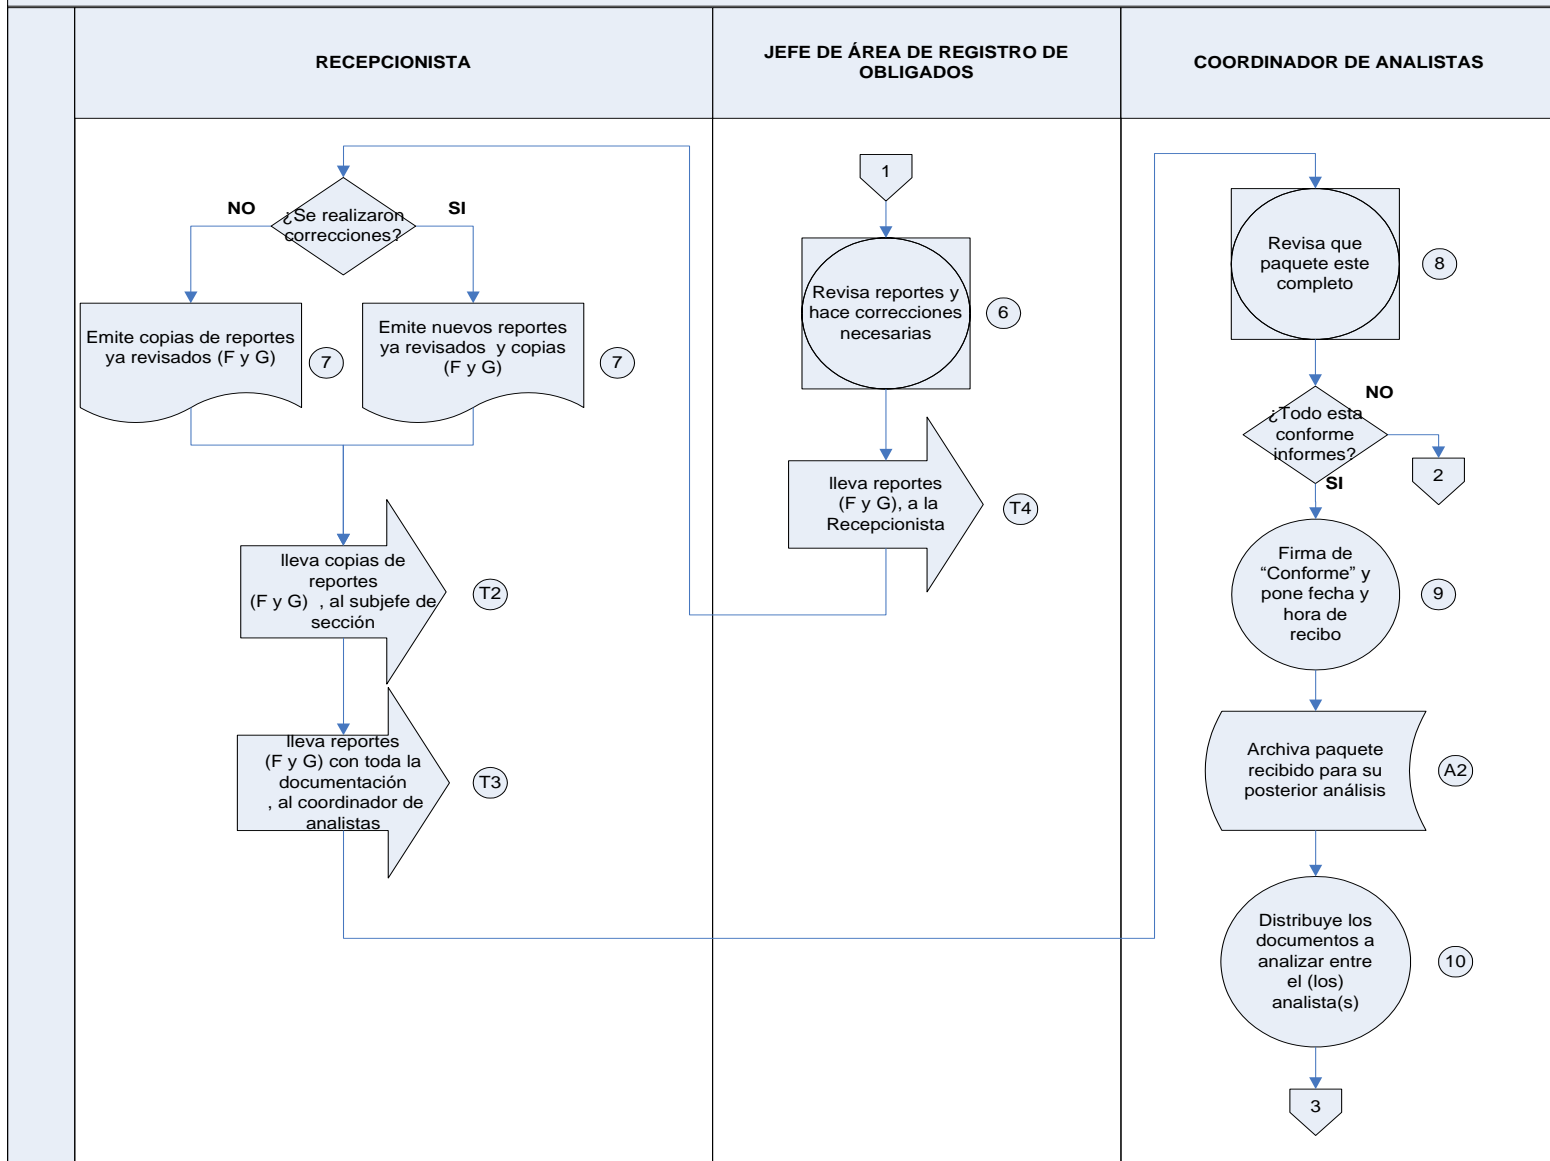 RECEPCIONISTA
JEFE DE ÁREA DE REGISTRO DE
OBLIGADOS
COORDINADOR DE ANALISTAS
NO
SI
¿Se realizaron
correcciones?
Emite copias de reportes
ya revisados (F y G)
7
Emite nuevos reportes
ya revisados y copias
(F y G)
7
lleva copias de
reportes
(F y G) , al subjefe de
sección
T2
lleva reportes
(F y G) con toda la
documentación
, al coordinador de
analistas
T3
1
Revisa reportes y
hace correcciones
necesarias
6
lleva reportes
(F y G), a la
Recepcionista
T4
Revisa que
paquete este
completo
8
NO
¿Todo esta
conforme
informes?
2
SI
Firma de
“Conforme” y
pone fecha y
hora de
recibo
9
Archiva paquete
recibido para su
posterior análisis
A2
Distribuye los
documentos a
analizar entre
el (los)
analista(s)
10
3